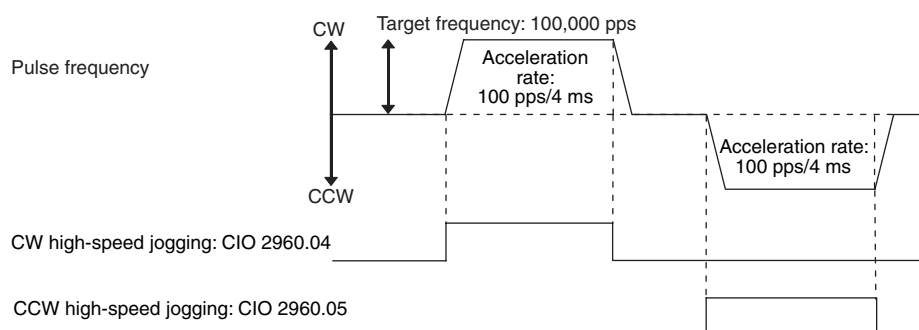 CW
Target frequency: 100,000 pps
Pulse frequency
Acceleration
rate:
100 pps/4 ms
Acceleration rate:
100 pps/4 ms
CCW
CW high-speed jogging: CIO 2960.04
CCW high-speed jogging: CIO 2960.05